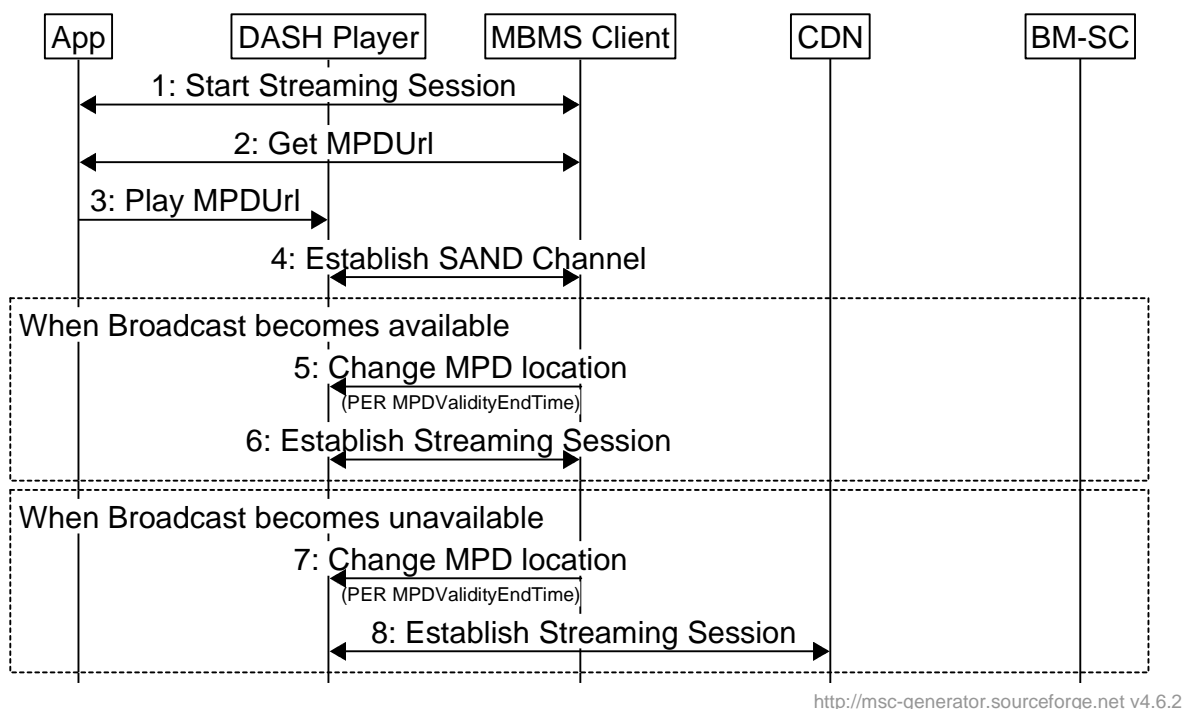 App
DASH Player
MBMS Client
CDN
BM-SC
1: Start Streaming Session
2: Get MPDUrl
3: Play MPDUrl
4: Establish SAND Channel
When Broadcast becomes available
5: Change MPD location
(PER MPDValidityEndTime)
6: Establish Streaming Session
When Broadcast becomes unavailable
7: Change MPD location
(PER MPDValidityEndTime)
8: Establish Streaming Session
http://msc-generator.sourceforge.net v4.6.2